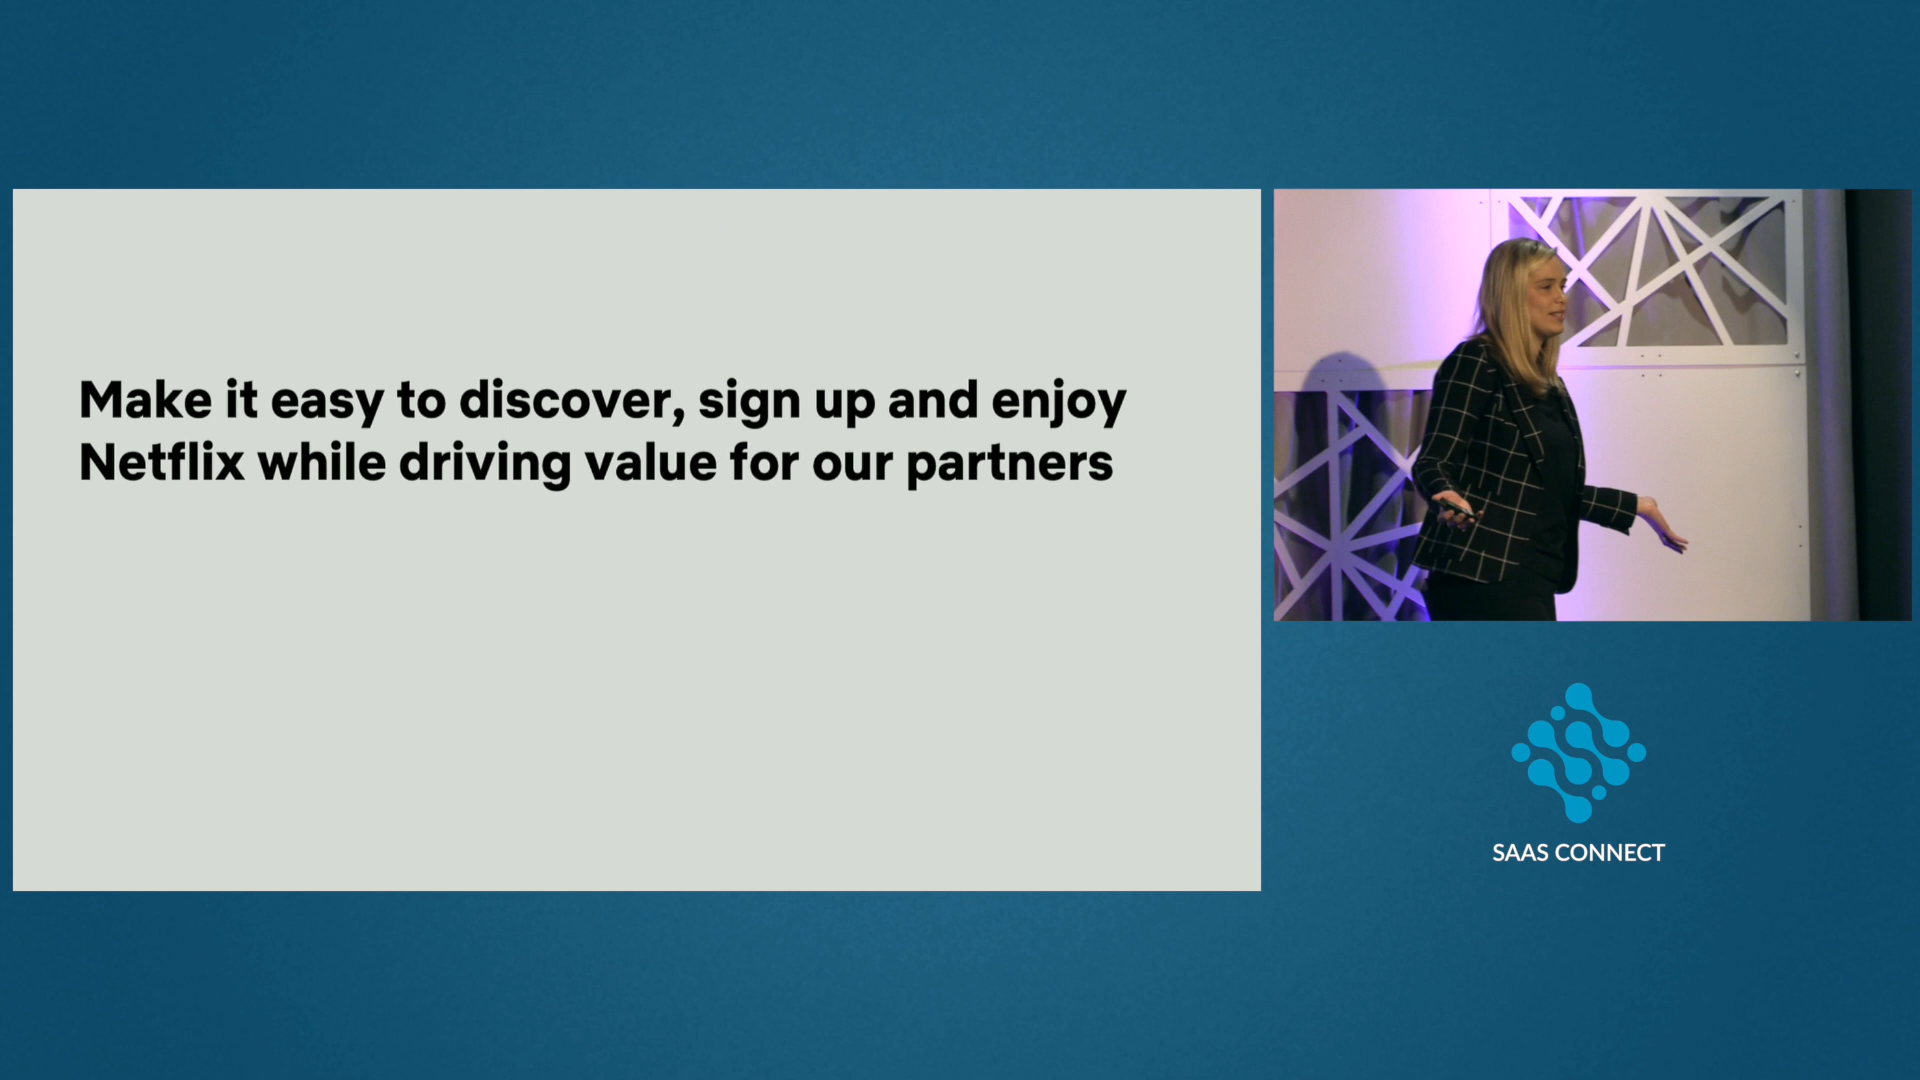 Make it easy to discover, sign up and enjoy
Netflix while driving value for our partners
SAAS CONNECT